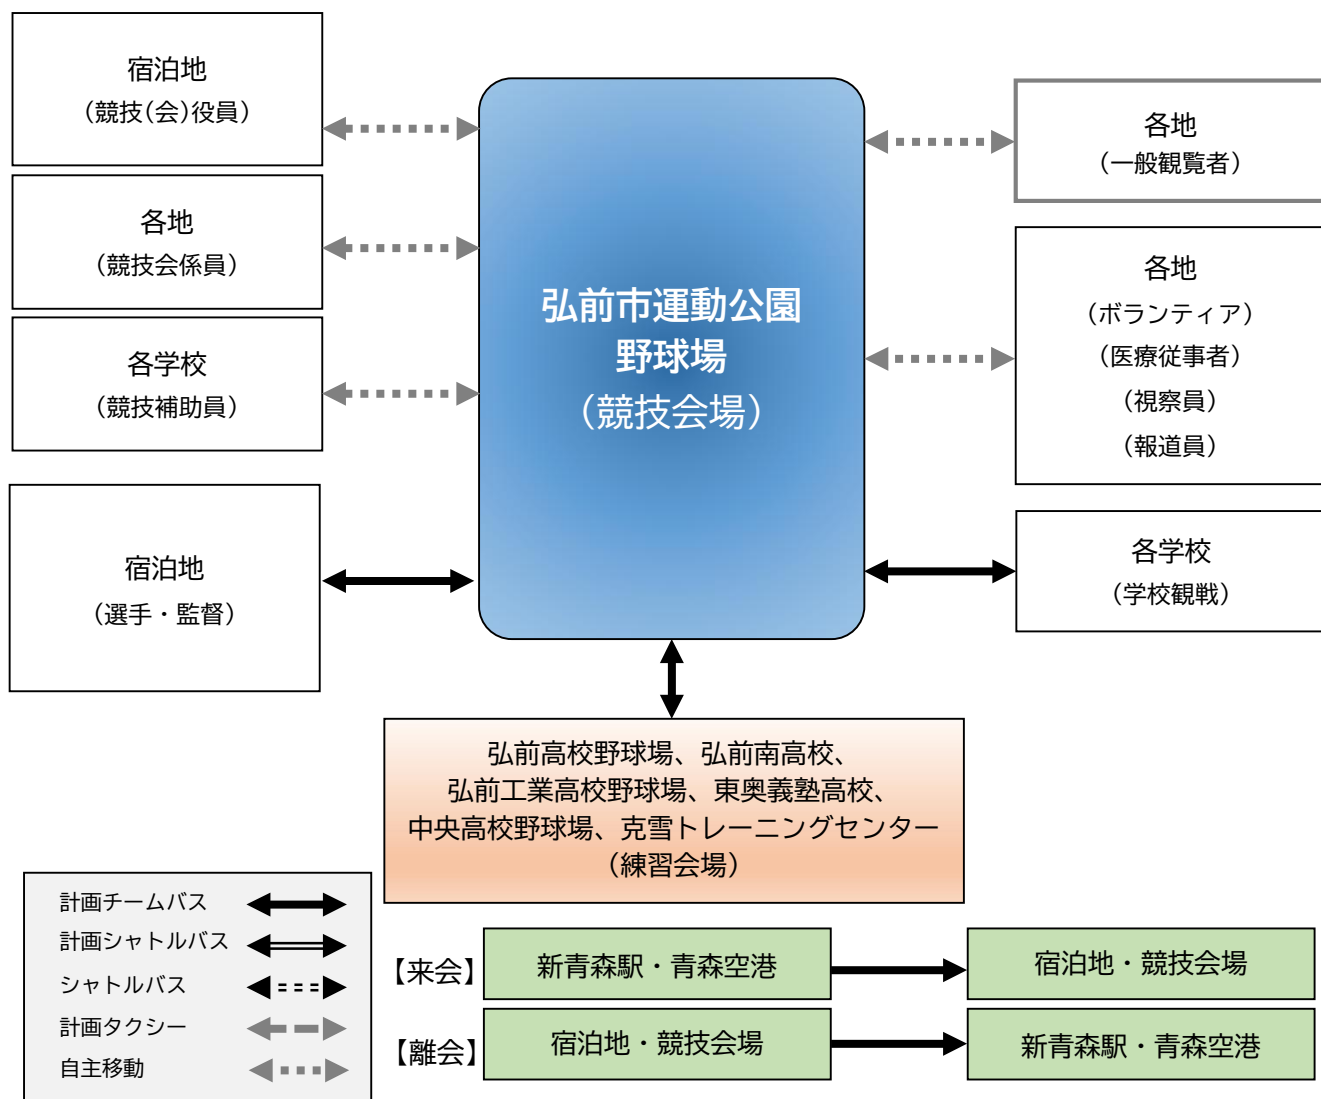 宿泊地
（競技(会)役員）
各地
（競技会係員）
各学校
（競技補助員）
宿泊地
（選手・監督）
弘前市運動公園
野球場
（競技会場）
各地
（一般観覧者）
各地
（ボランティア）
（医療従事者）
（視察員）
（報道員）
各学校
（学校観戦）
弘前高校野球場、弘前南高校、
弘前工業高校野球場、東奥義塾高校、
中央高校野球場、克雪トレーニングセンター
（練習会場）
計画チームバス
計画シャトルバス
シャトルバス
計画タクシー
自主移動
【来会】 新青森駅・青森空港 宿泊地・競技会場
【離会】 宿泊地・競技会場 新青森駅・青森空港